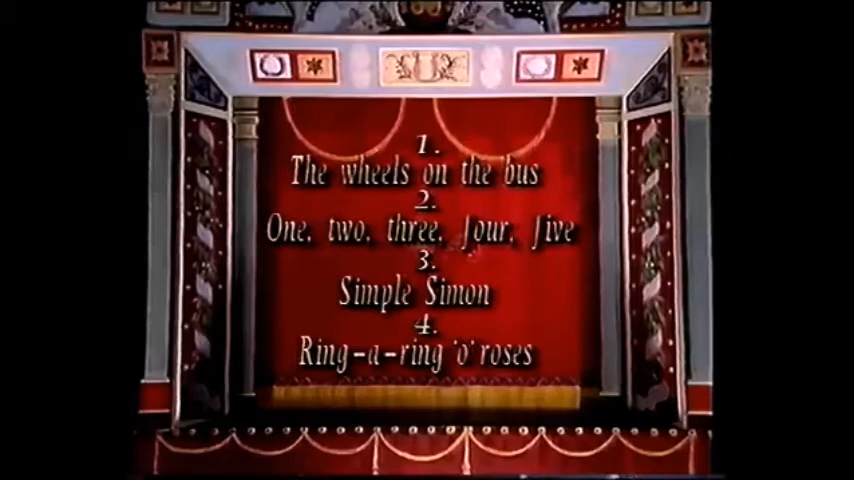 1.
The wheels on the bus
2.
One, two, three, four, five
3.
Simple Simon
4.
Ring-a-ring 'o' roses